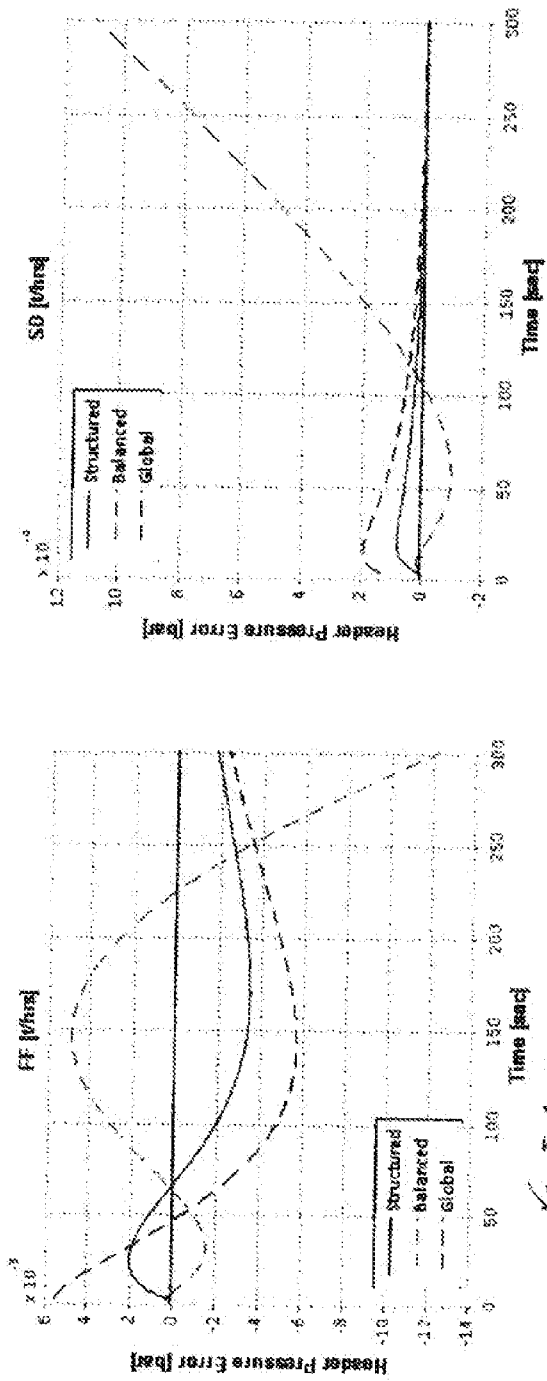 FF [t/hrs]
x 10⁻³
6
4
2
0
-2
-4
-6
-8
-10
-12
-14
Header Pressure Error [bar]
Structured
Balanced
Global
0 50 100 150 200 250 300
Time [sec]
SD [t/hrs]
x 10⁻⁴
12
10
8
6
4
2
0
-2
Header Pressure Error [bar]
Structured
Balanced
Global
0 50 100 150 200 250 300
Time [sec]